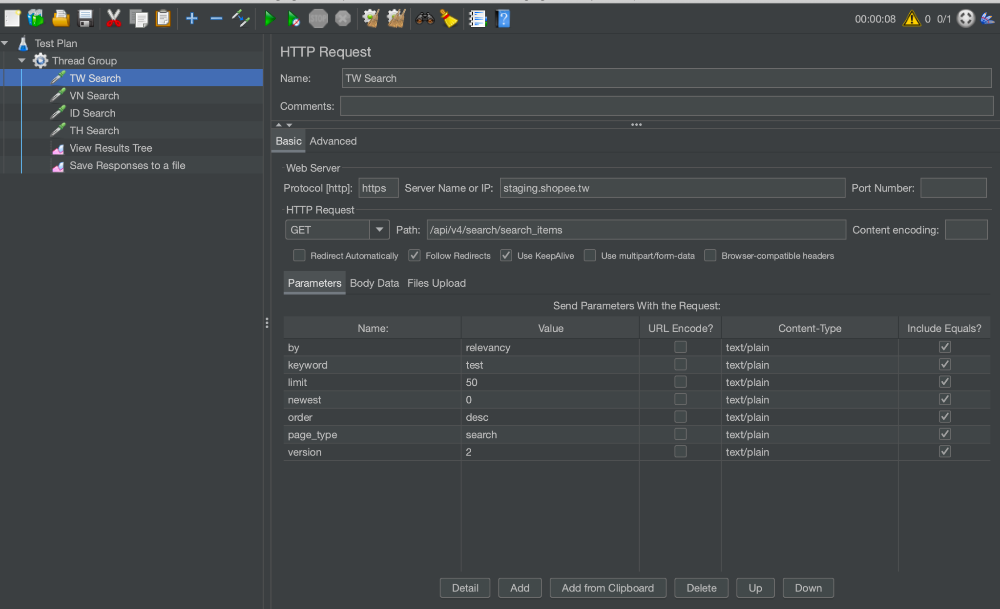 STOP
00:00:08
0
0/1
Test Plan
Thread Group
TW Search
VN Search
ID Search
TH Search
View Results Tree
Save Responses to a file
HTTP Request
Name: TW Search
Comments:
Basic Advanced
Web Server
Protocol [http]: https Server Name or IP: staging.shopee.tw Port Number:
HTTP Request
GET Path: /api/v4/search/search_items Content encoding:
Redirect Automatically Follow Redirects Use KeepAlive Use multipart/form-data Browser-compatible headers
Parameters Body Data Files Upload
Send Parameters With the Request:
Name: Value URL Encode? Content-Type Include Equals?
by relevancy text/plain
keyword test text/plain
limit 50 text/plain
newest 0 text/plain
order desc text/plain
page_type search text/plain
version 2 text/plain
Detail Add Add from Clipboard Delete Up Down